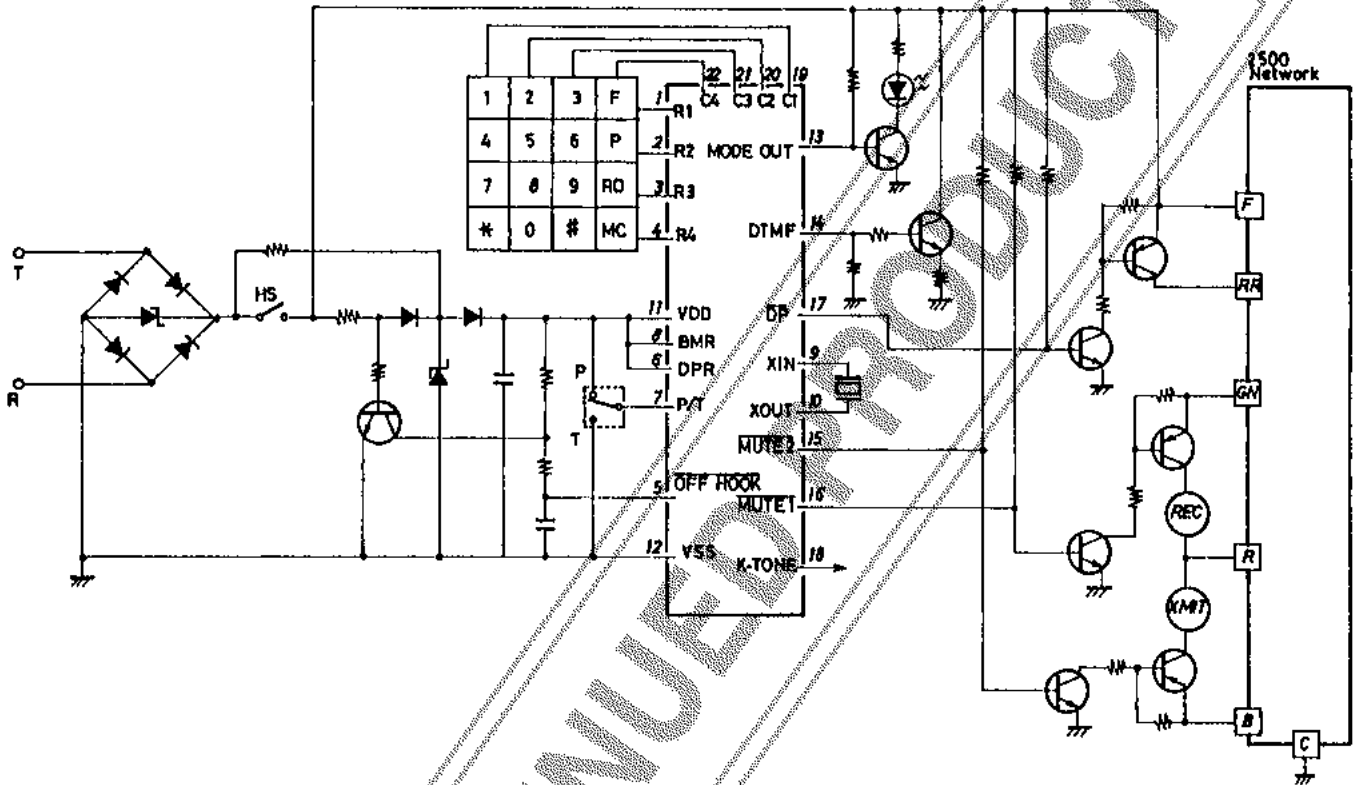 2500
Network
22
21
20
19
C4
C3
C2
C1
1
2
3
F
4
5
6
P
7
8
9
RD
*
0
#
MC
1
R1
2
R2
3
R3
4
R4
MODE OUT
13
DTMF
14
T
R
HS
11
VDD
8
BMR
6
DPR
7
P/T
P
T
DP
17
XIN
9
XOUT
10
MUTE2
15
OFF HOOK
5
MUTE1
16
12
VSS
K-TONE
18
F
RR
GN
REC
R
XMIT
B
C
NUED PRODUCT